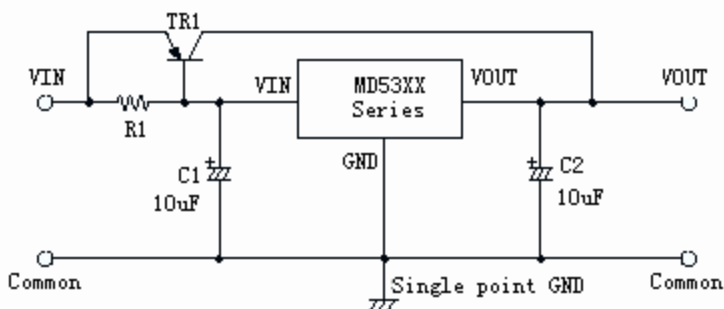 TR1
VIN
R1
VIN
MD53XX
Series
VOUT
VOUT
GND
C1
10uF
C2
10uF
Common
Single point GND
Common